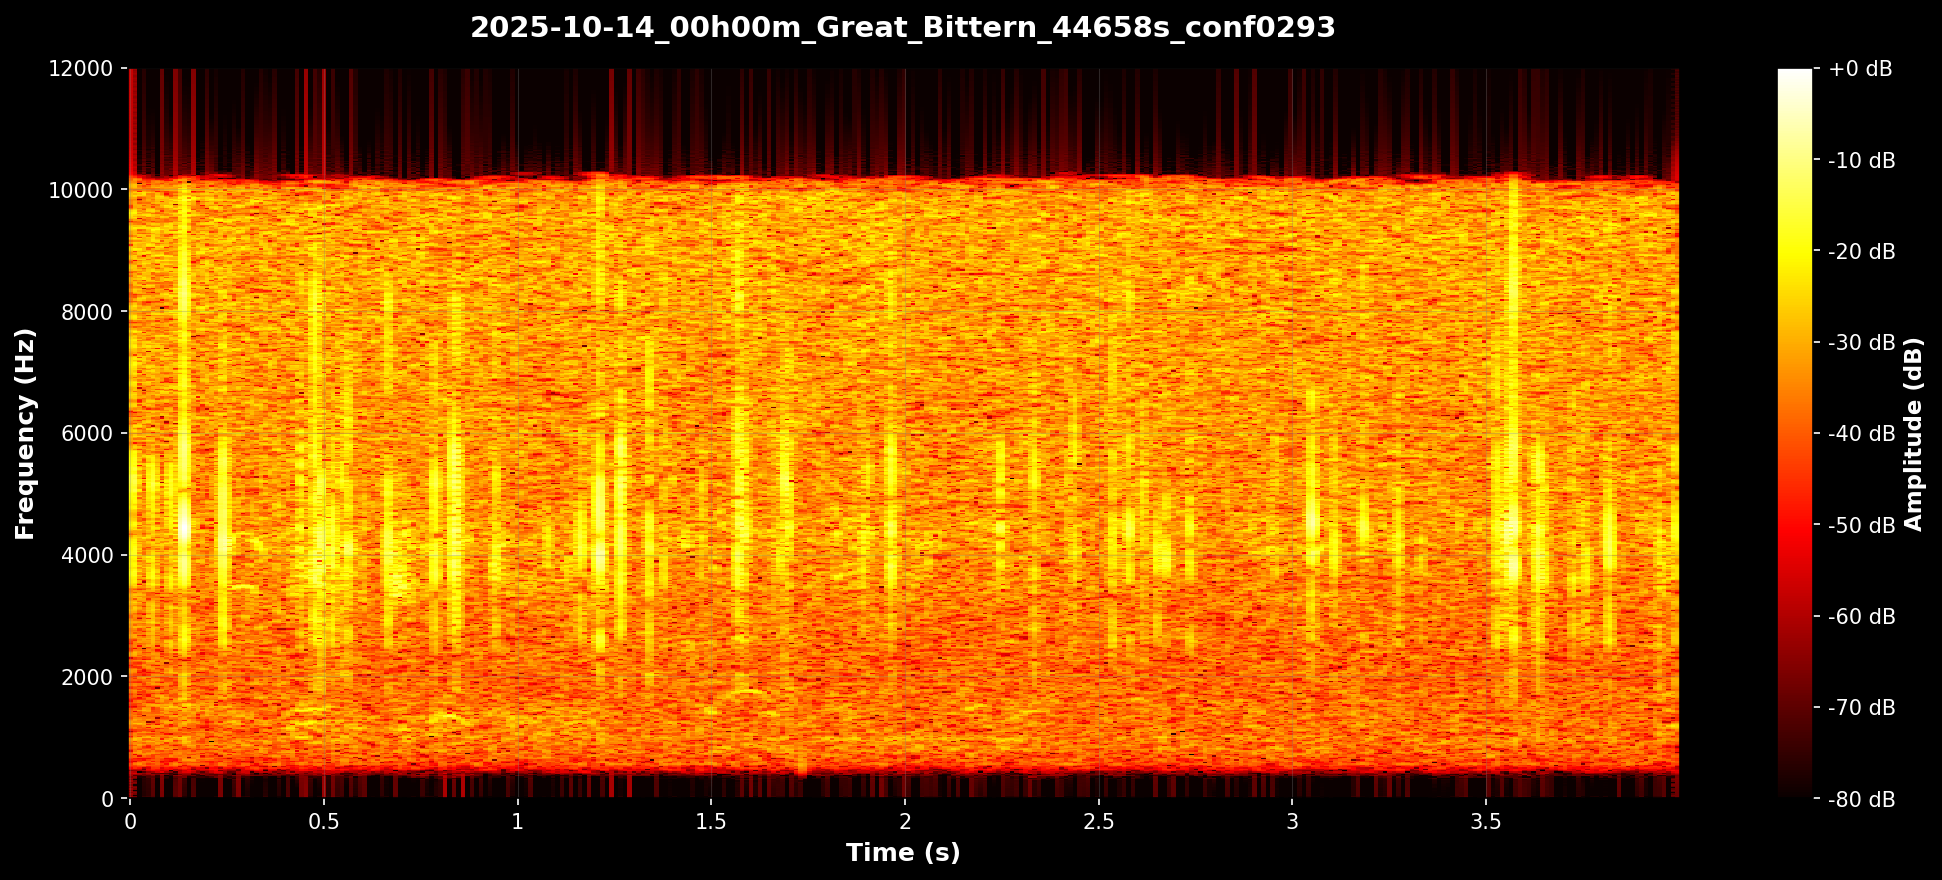 2025-10-14_00h00m_Great_Bittern_44658s_conf0293
12000
10000
8000
6000
4000
2000
0
Frequency (Hz)
0
0.5
1
1.5
2
2.5
3
3.5
Time (s)
+0 dB
-10 dB
-20 dB
-30 dB
-40 dB
-50 dB
-60 dB
-70 dB
-80 dB
Amplitude (dB)